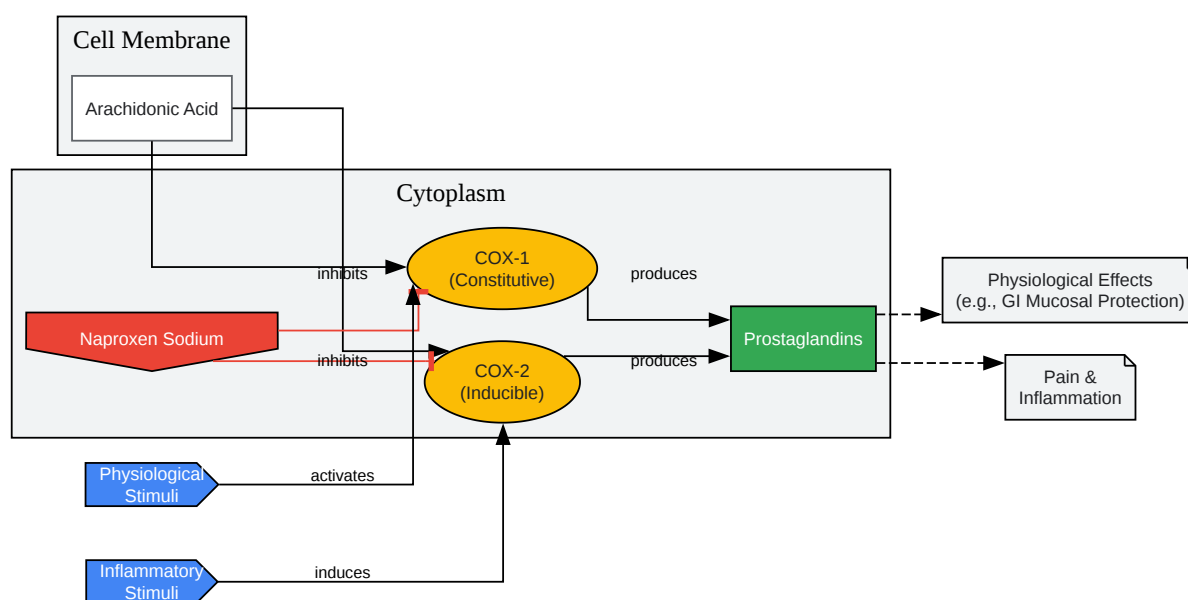 Cell Membrane
Arachidonic Acid
Cytoplasm
COX-1
(Constitutive)
inhibits
produces
Physiological Effects
(e.g., GI Mucosal Protection)
Naproxen Sodium
Prostaglandins
inhibits
COX-2
(Inducible)
produces
Pain &
Inflammation
Physiological
Stimuli
activates
Inflammatory
Stimuli
induces